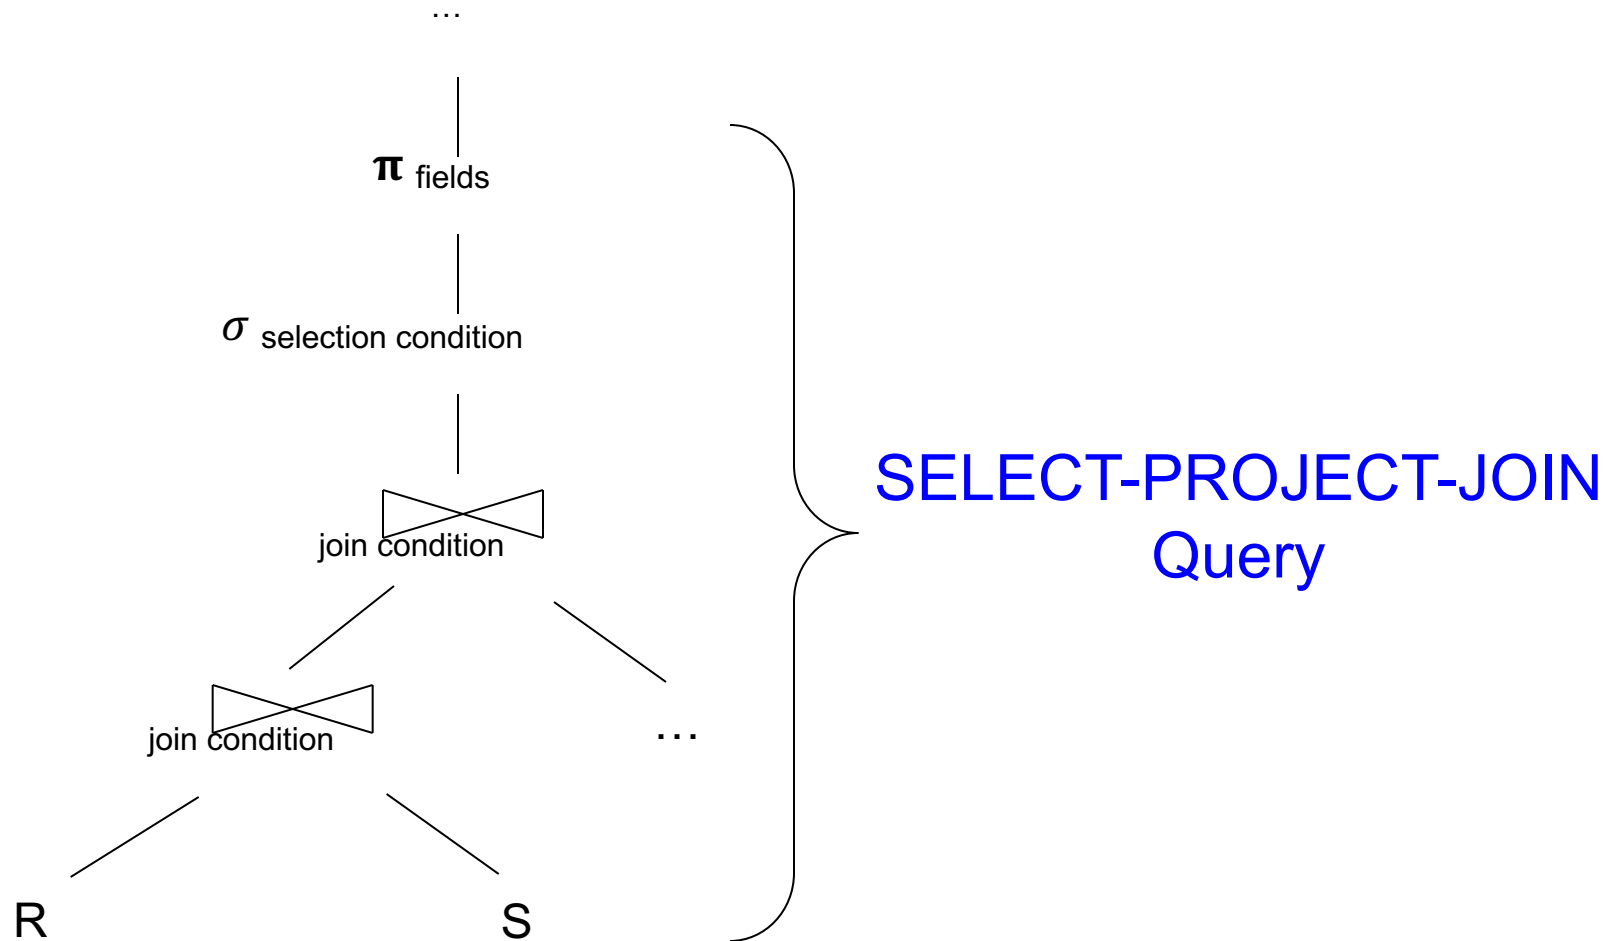 …
π fields
σ selection condition
join condition
SELECT-PROJECT-JOIN
Query
join condition
…
R
S